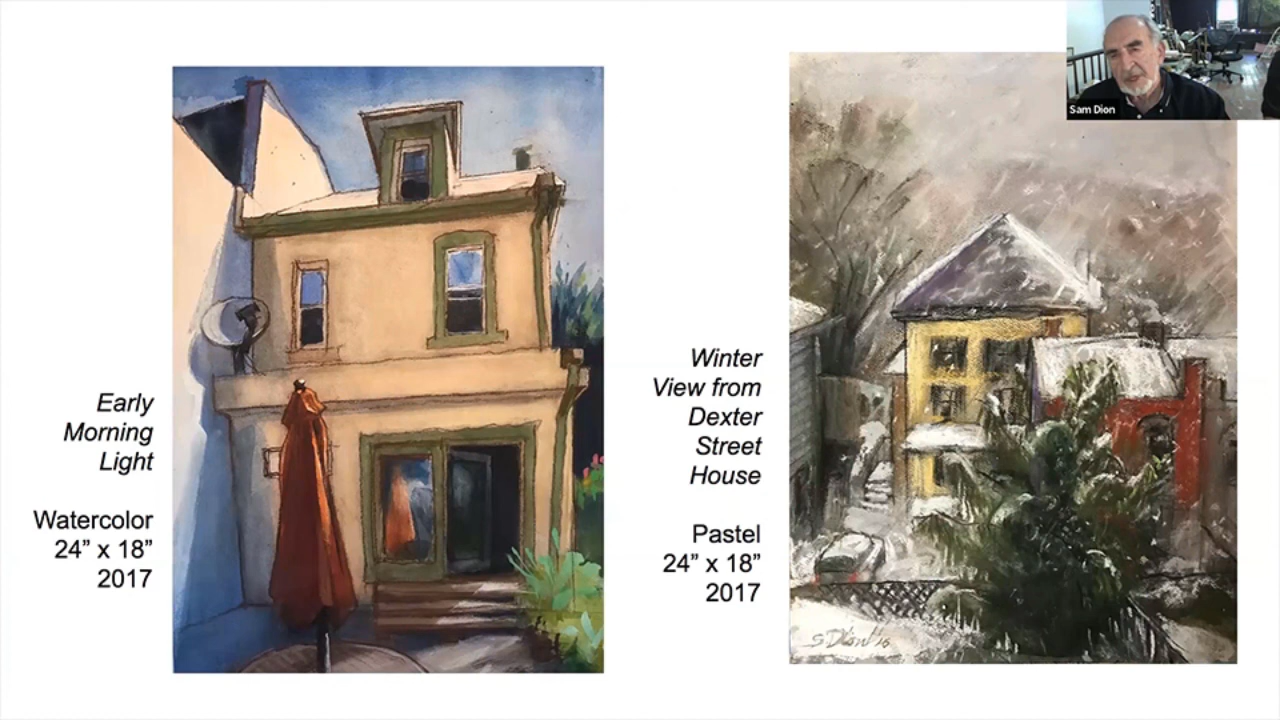 Early
Morning
Light
Watercolor
24” x 18”
2017
Winter
View from
Dexter
Street
House
Pastel
24” x 18”
2017
Sam Dion
S Dion